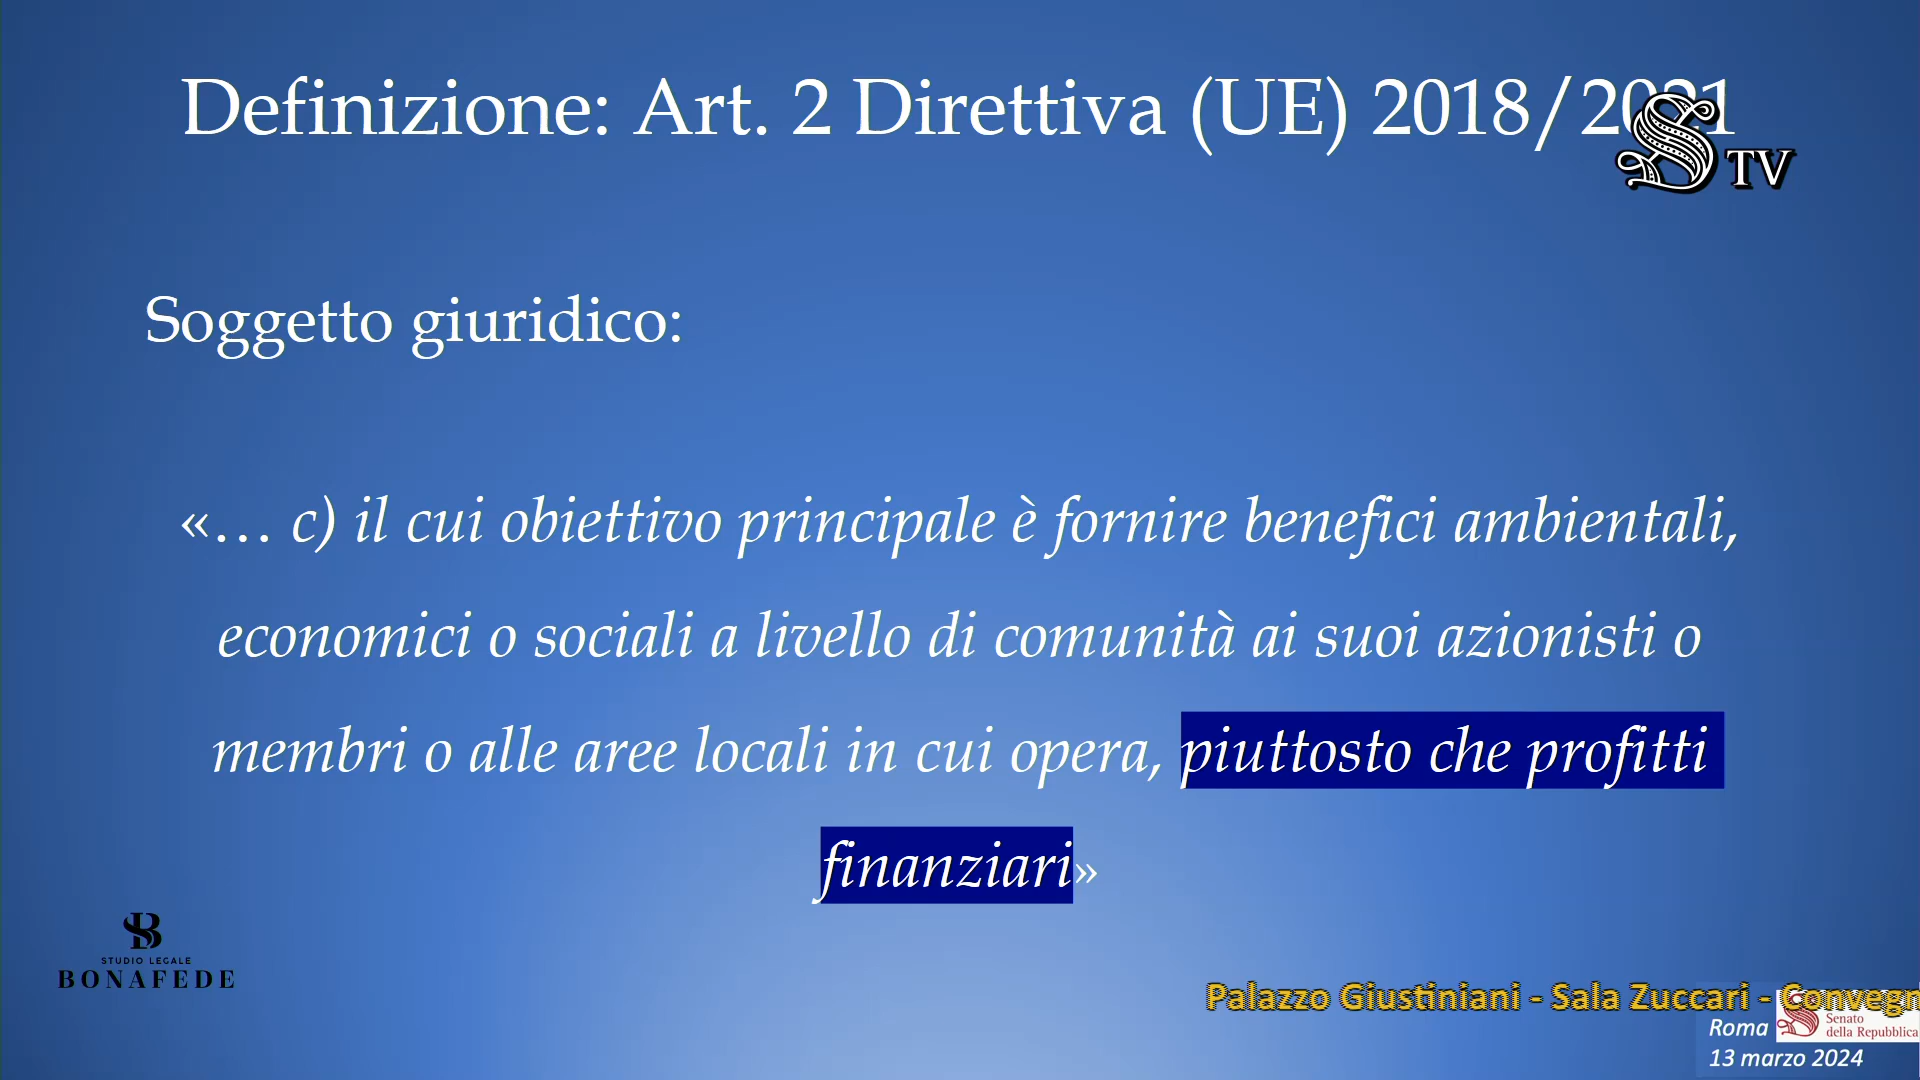 Definizione: Art. 2 Direttiva (UE) 2018/2021
S TV
Soggetto giuridico:
«… c) il cui obiettivo principale è fornire benefici ambientali,
economici o sociali a livello di comunità ai suoi azionisti o
membri o alle aree locali in cui opera, piuttosto che profitti
finanziari»
SB
STUDIO LEGALE
BONAFEDE
Palazzo Giustiniani - Sala Zuccari - Convegn
Roma
Senato
della Repubblica
13 marzo 2024